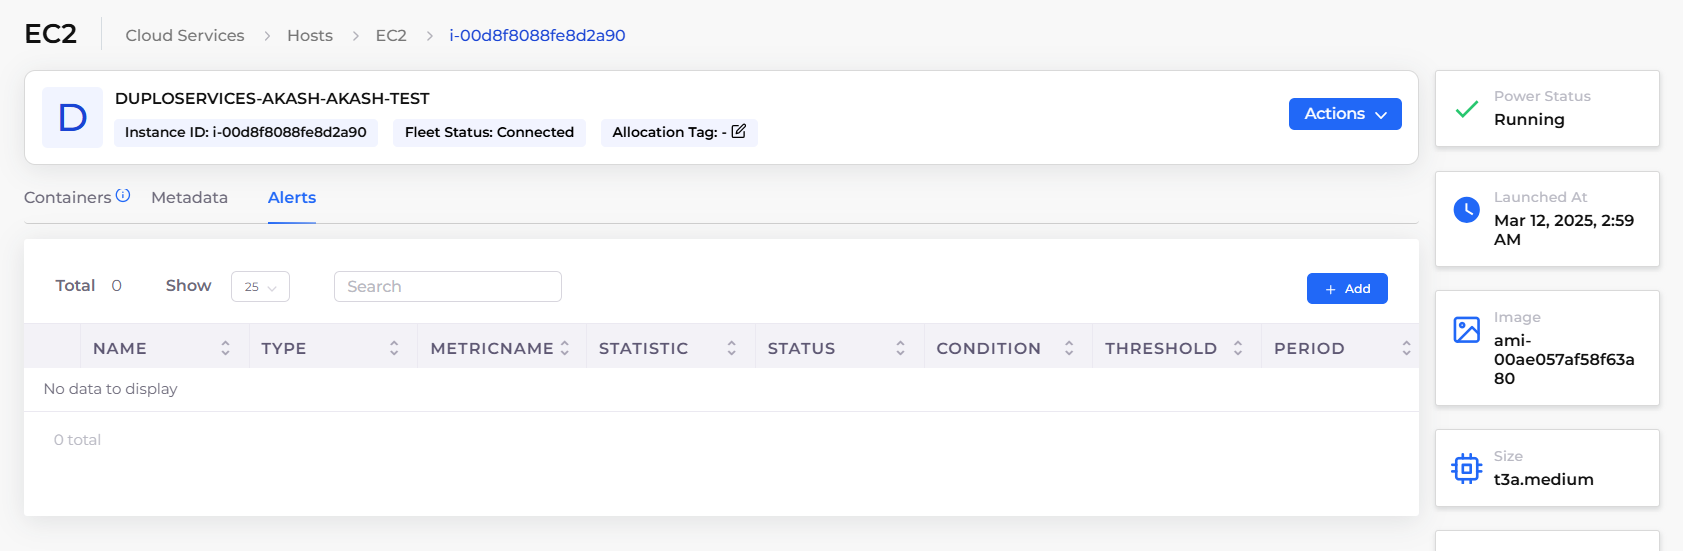 EC2
Cloud Services > Hosts > EC2 > i-00d8f8088fe8d2a90
D
DUPLOSERVICES-AKASH-AKASH-TEST
Instance ID: i-00d8f8088fe8d2a90
Fleet Status: Connected
Allocation Tag: -
Actions
Containers
Metadata
Alerts
Total 0
Show 25
Search
+ Add
NAME TYPE METRICNAME STATISTIC STATUS CONDITION THRESHOLD PERIOD
No data to display
0 total
Power Status
Running
Launched At
Mar 12, 2025, 2:59
AM
Image
ami-
00ae057af58f63a
80
Size
t3a.medium